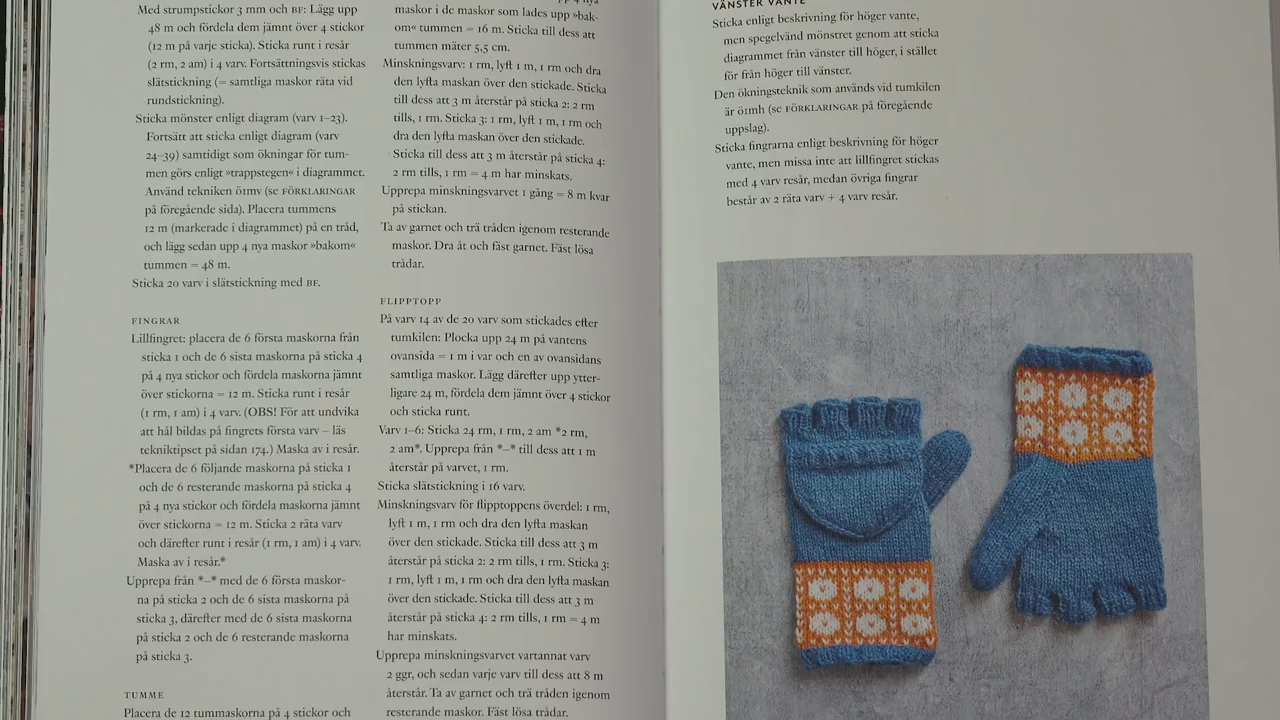 Med strumpstickor 3 mm och BF: Lägg upp
48 m och fördela dem jämnt över 4 stickor
(12 m på varje sticka). Sticka runt i resår
(2 rm, 2 am) i 4 varv. Fortsättningsvis stickas
slätstickning (= samtliga maskor räta vid
rundstickning).
Sticka mönster enligt diagram (varv 1–23).
Fortsätt att sticka enligt diagram (varv
24–39) samtidigt som ökningar för tum-
men görs enligt »trappstegen« i diagrammet.
Använd tekniken örmv (se FÖRKLARINGAR
på föregående sida). Placera tummens
12 m (markerade i diagrammet) på en tråd,
och lägg sedan upp 4 nya maskor »bakom«
tummen = 48 m.
Sticka 20 varv i slätstickning med BF.
FINGRAR
Lillfingret: placera de 6 första maskorna från
sticka 1 och de 6 sista maskorna på sticka 4
på 4 nya stickor och fördela maskorna jämnt
över stickorna = 12 m. Sticka runt i resår
(1 rm, 1 am) i 4 varv. (OBS! För att undvika
att hål bildas på fingrets första varv – läs
tekniktipset på sidan 174.) Maska av i resår.
*Placera de 6 följande maskorna på sticka 1
och de 6 resterande maskorna på sticka 4
på 4 nya stickor och fördela maskorna jämnt
över stickorna = 12 m. Sticka 2 räta varv
och därefter runt i resår (1 rm, 1 am) i 4 varv.
Maska av i resår.*
Upprepa från *–* med de 6 första maskor-
na på sticka 2 och de 6 sista maskorna på
sticka 3, därefter med de 6 sista maskorna
på sticka 2 och de 6 resterande maskorna
på sticka 3.
TUMME
Placera de 12 tummaskorna på 4 stickor och
maskor i de maskor som lades upp »bak-
om« tummen = 16 m. Sticka till dess att
tummen mäter 5,5 cm.
Minskningsvarv: 1 rm, lyft 1 m, 1 rm och dra
den lyfta maskan över den stickade. Sticka
till dess att 3 m återstår på sticka 2: 2 rm
tills, 1 rm. Sticka 3: 1 rm, lyft 1 m, 1 rm och
dra den lyfta maskan över den stickade.
Sticka till dess att 3 m återstår på sticka 4:
2 rm tills, 1 rm = 4 m har minskats.
Upprepa minskningsvarvet 1 gång = 8 m kvar
på stickan.
Ta av garnet och trä tråden igenom resterande
maskor. Dra åt och fäst garnet. Fäst lösa
trådar.
FLIPPTOPP
På varv 14 av de 20 varv som stickades efter
tumkilen: Plocka upp 24 m på vantens
ovansida = 1 m i var och en av ovansidans
samtliga maskor. Lägg därefter upp ytter-
ligare 24 m, fördela dem jämnt över 4 stickor
och sticka runt.
Varv 1–6: Sticka 24 rm, 1 rm, 2 am *2 rm,
2 am*. Upprepa från *–* till dess att 1 m
återstår på varvet, 1 rm.
Sticka slätstickning i 16 varv.
Minskningsvarv för flipptoppens överdel: 1 rm,
lyft 1 m, 1 rm och dra den lyfta maskan
över den stickade. Sticka till dess att 3 m
återstår på sticka 2: 2 rm tills, 1 rm. Sticka 3:
1 rm, lyft 1 m, 1 rm och dra den lyfta maskan
över den stickade. Sticka till dess att 3 m
återstår på sticka 4: 2 rm tills, 1 rm = 4 m
har minskats.
Upprepa minskningsvarvet vartannat varv
2 ggr, och sedan varje varv till dess att 8 m
återstår. Ta av garnet och trä tråden igenom
resterande maskor. Fäst lösa trådar.
VÄNSTER VANTE
Sticka enligt beskrivning för höger vante,
men spegelvänd mönstret genom att sticka
diagrammet från vänster till höger, i stället
för från höger till vänster.
Den ökningsteknik som används vid tumkilen
är ö1mh (se FÖRKLARINGAR på föregående
uppslag).
Sticka fingrarna enligt beskrivning för höger
vante, men missa inte att lillfingret stickas
med 4 varv resår, medan övriga fingrar
består av 2 räta varv + 4 varv resår.